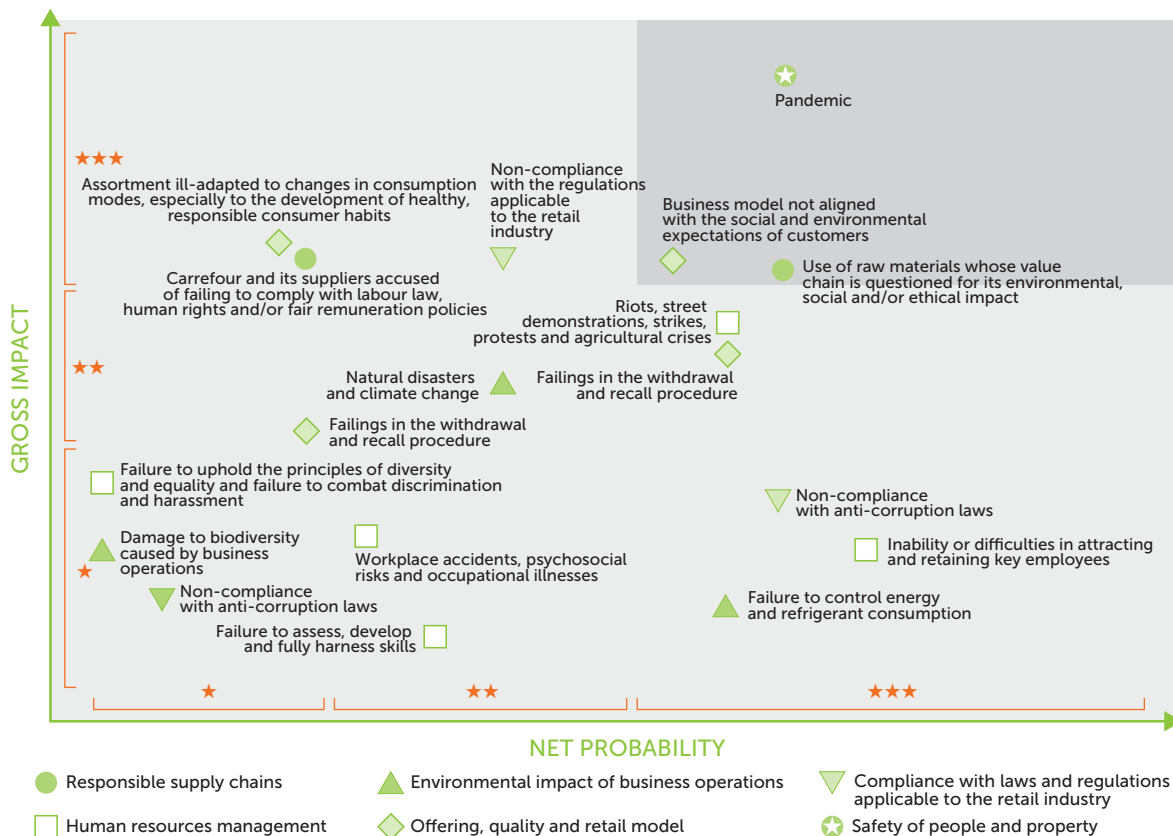 Pandemic
★★★
Assortment ill-adapted to changes in consumption
modes, especially to the development of healthy,
responsible consumer habits
Non-compliance
with the regulations
applicable
to the retail
industry
Business model not aligned
with the social and environmental
expectations of customers
Carrefour and its suppliers accused
of failing to comply with labour law,
human rights and/or fair remuneration policies
Use of raw materials whose value
chain is questioned for its environmental,
social and/or ethical impact
Riots, street
demonstrations, strikes,
protests and agricultural crises
GROSS IMPACT
★★
Natural disasters
and climate change
Failings in the withdrawal
and recall procedure
Failings in the withdrawal
and recall procedure
Failure to uphold the principles of diversity
and equality and failure to combat discrimination
and harassment
Non-compliance
with anti-corruption laws
Damage to biodiversity
caused by business
operations
★
Workplace accidents, psychosocial
risks and occupational illnesses
Inability or difficulties in attracting
and retaining key employees
Non-compliance
with anti-corruption laws
Failure to control energy
and refrigerant consumption
Failure to assess, develop
and fully harness skills
★
★★
★★★
NET PROBABILITY
Responsible supply chains
Environmental impact of business operations
Compliance with laws and regulations
applicable to the retail industry
Human resources management
Offering, quality and retail model
Safety of people and property